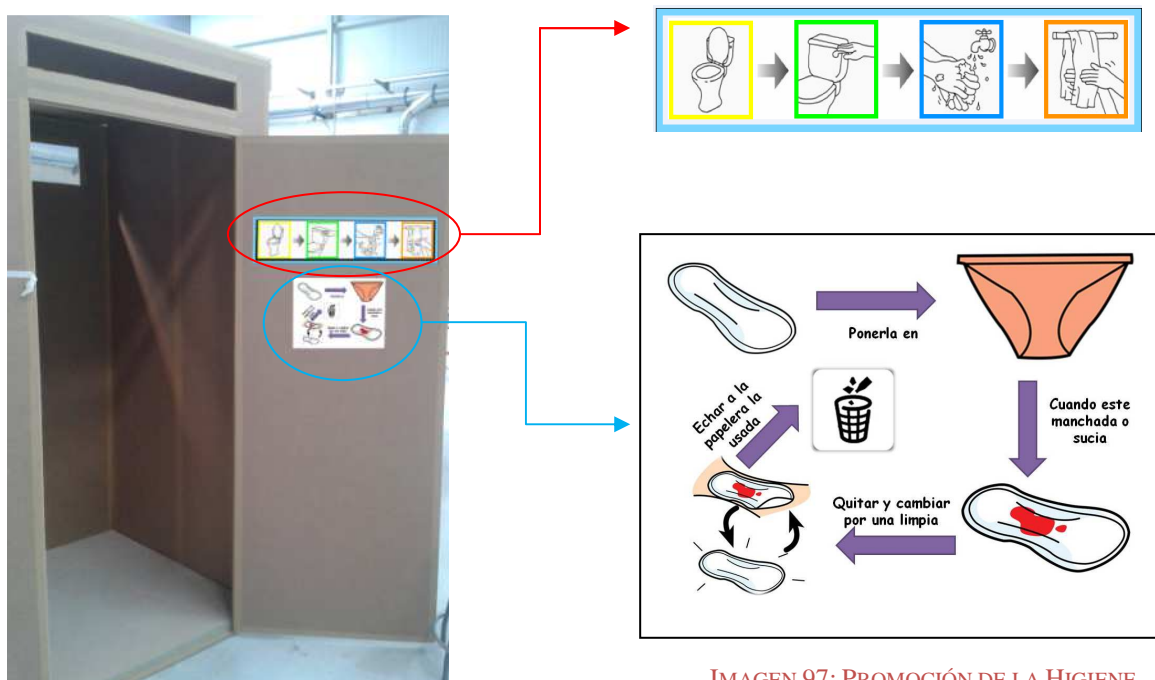 Ponerla en
Cuando este
manchada o
sucia
Quitar y cambiar
por una limpia
Echar a la
papelera la
usada
IMAGEN 97: PROMOCIÓN DE LA HIGIENE